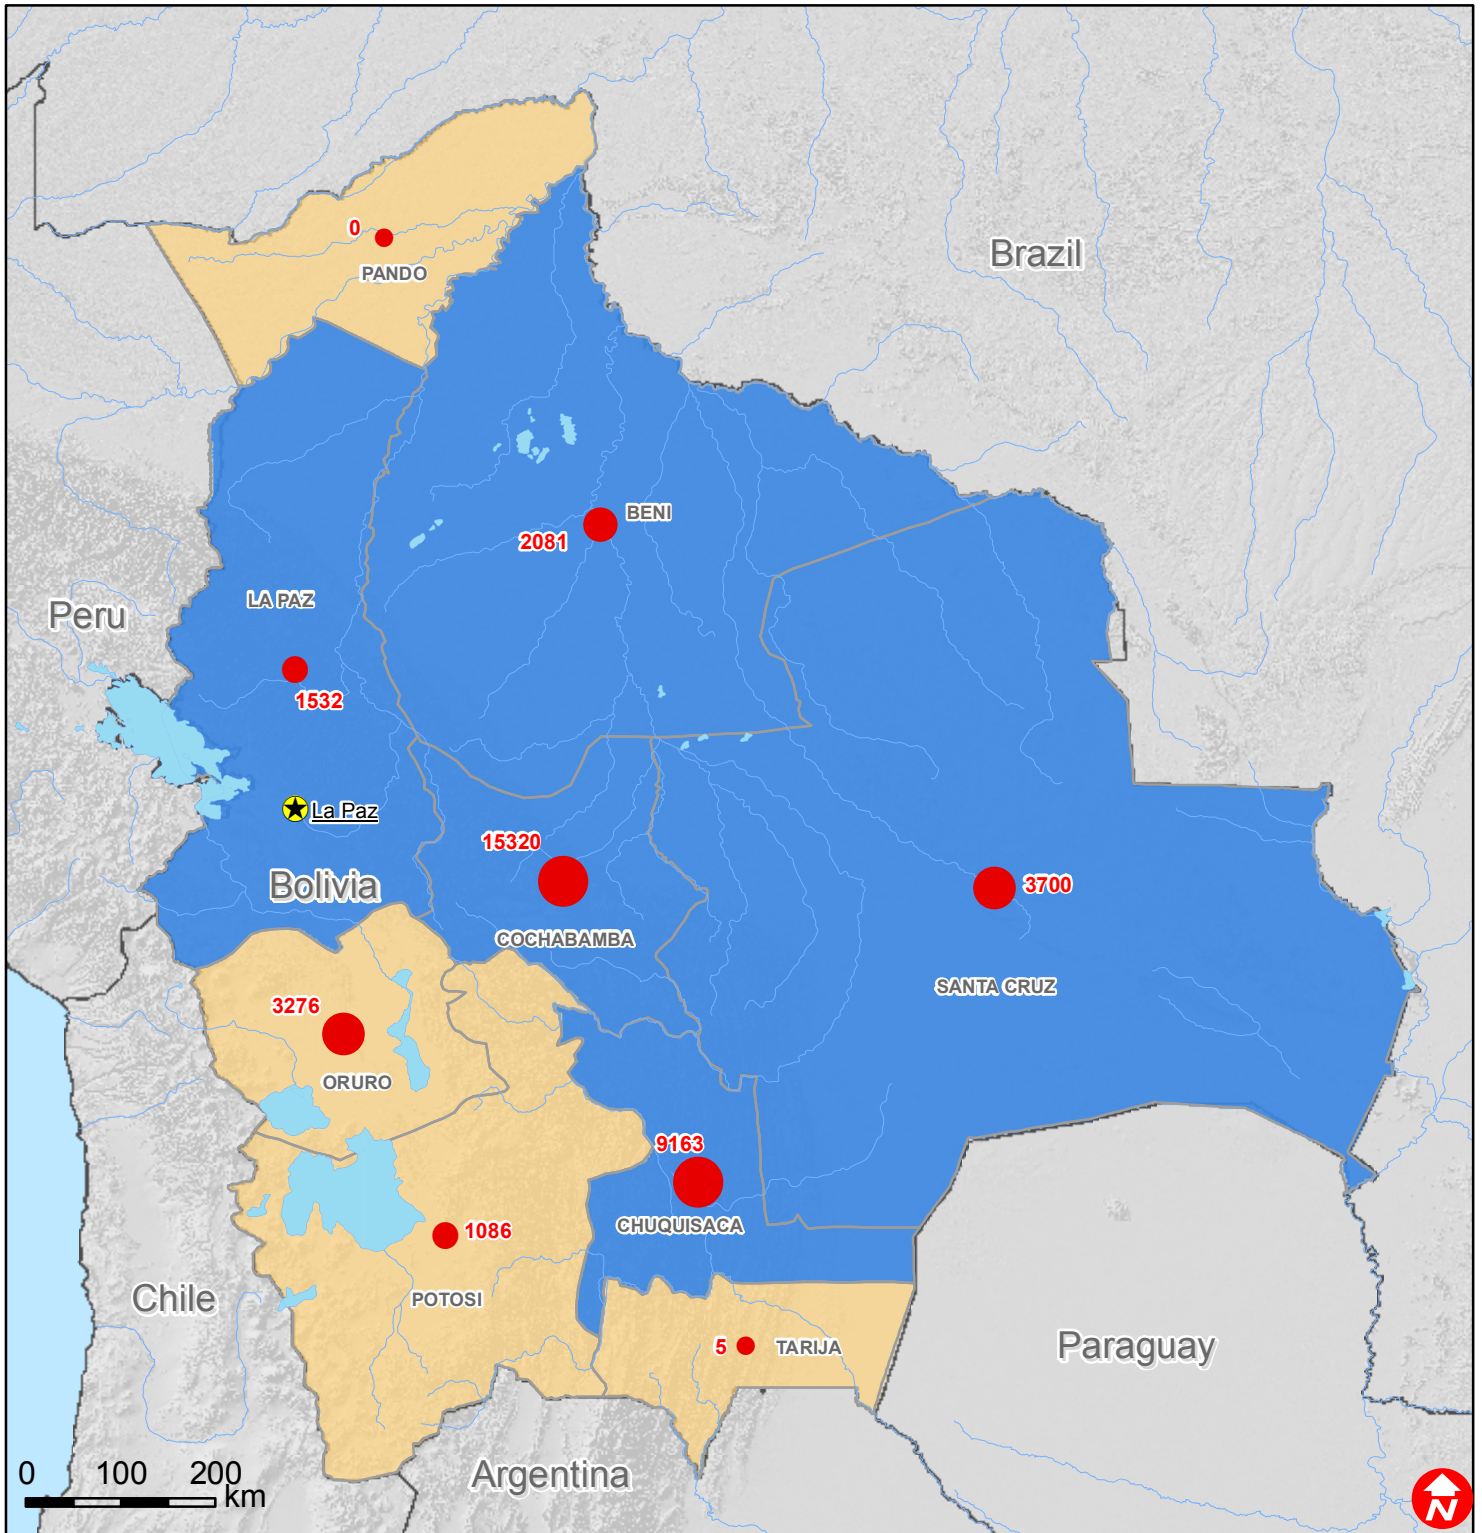 0
PANDO
Brazil
BENI
2081
LA PAZ
Peru
1532
La Paz
15320
Bolivia
3700
COCHABAMBA
SANTA CRUZ
3276
ORURO
9163
CHUQUISACA
1086
POTOSI
Chile
5
TARIJA
Paraguay
Argentina
0 100 200
km
N